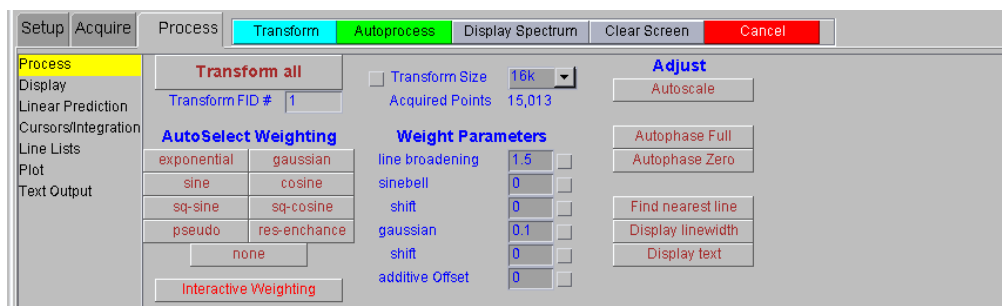 Setup Acquire Process Transform Autoprocess Display Spectrum Clear Screen Cancel
Process
Display
Linear Prediction
Cursors/Integration
Line Lists
Plot
Text Output
Transform all
Transform FID # 1
AutoSelect Weighting
exponential gaussian
sine cosine
sq-sine sq-cosine
pseudo res-enchance
none
Interactive Weighting
Transform Size 16k
Acquired Points 15,013
Weight Parameters
line broadening 1.5
sinebell 0
shift 0
gaussian 0.1
shift 0
additive Offset 0
Adjust
Autoscale
Autophase Full
Autophase Zero
Find nearest line
Display linewidth
Display text